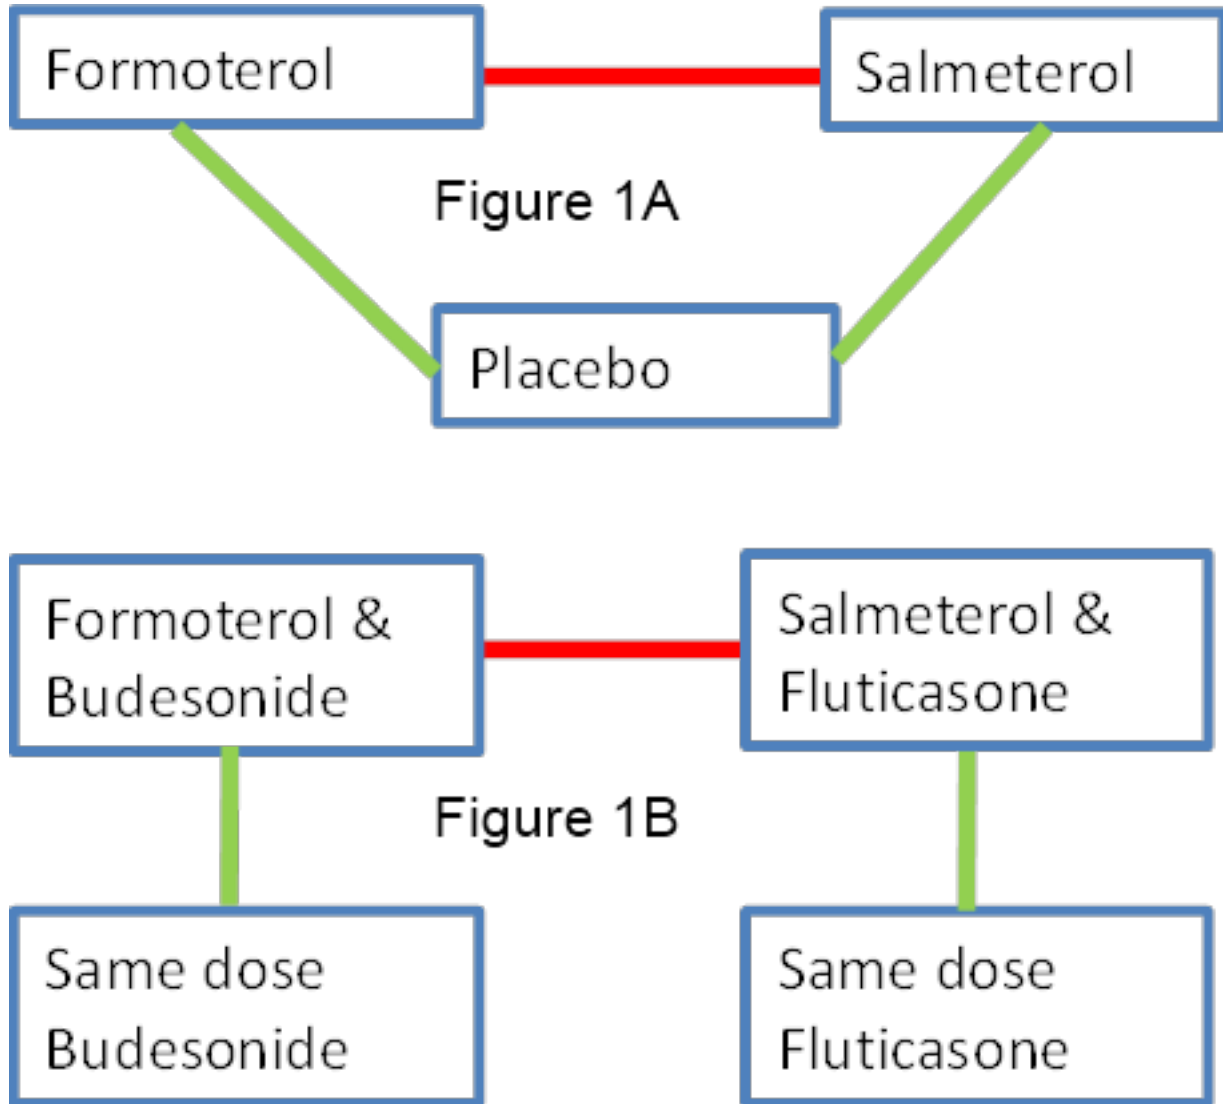 Formoterol
Salmeterol
Figure 1A
Placebo
Formoterol &
Budesonide
Salmeterol &
Fluticasone
Figure 1B
Same dose
Budesonide
Same dose
Fluticasone